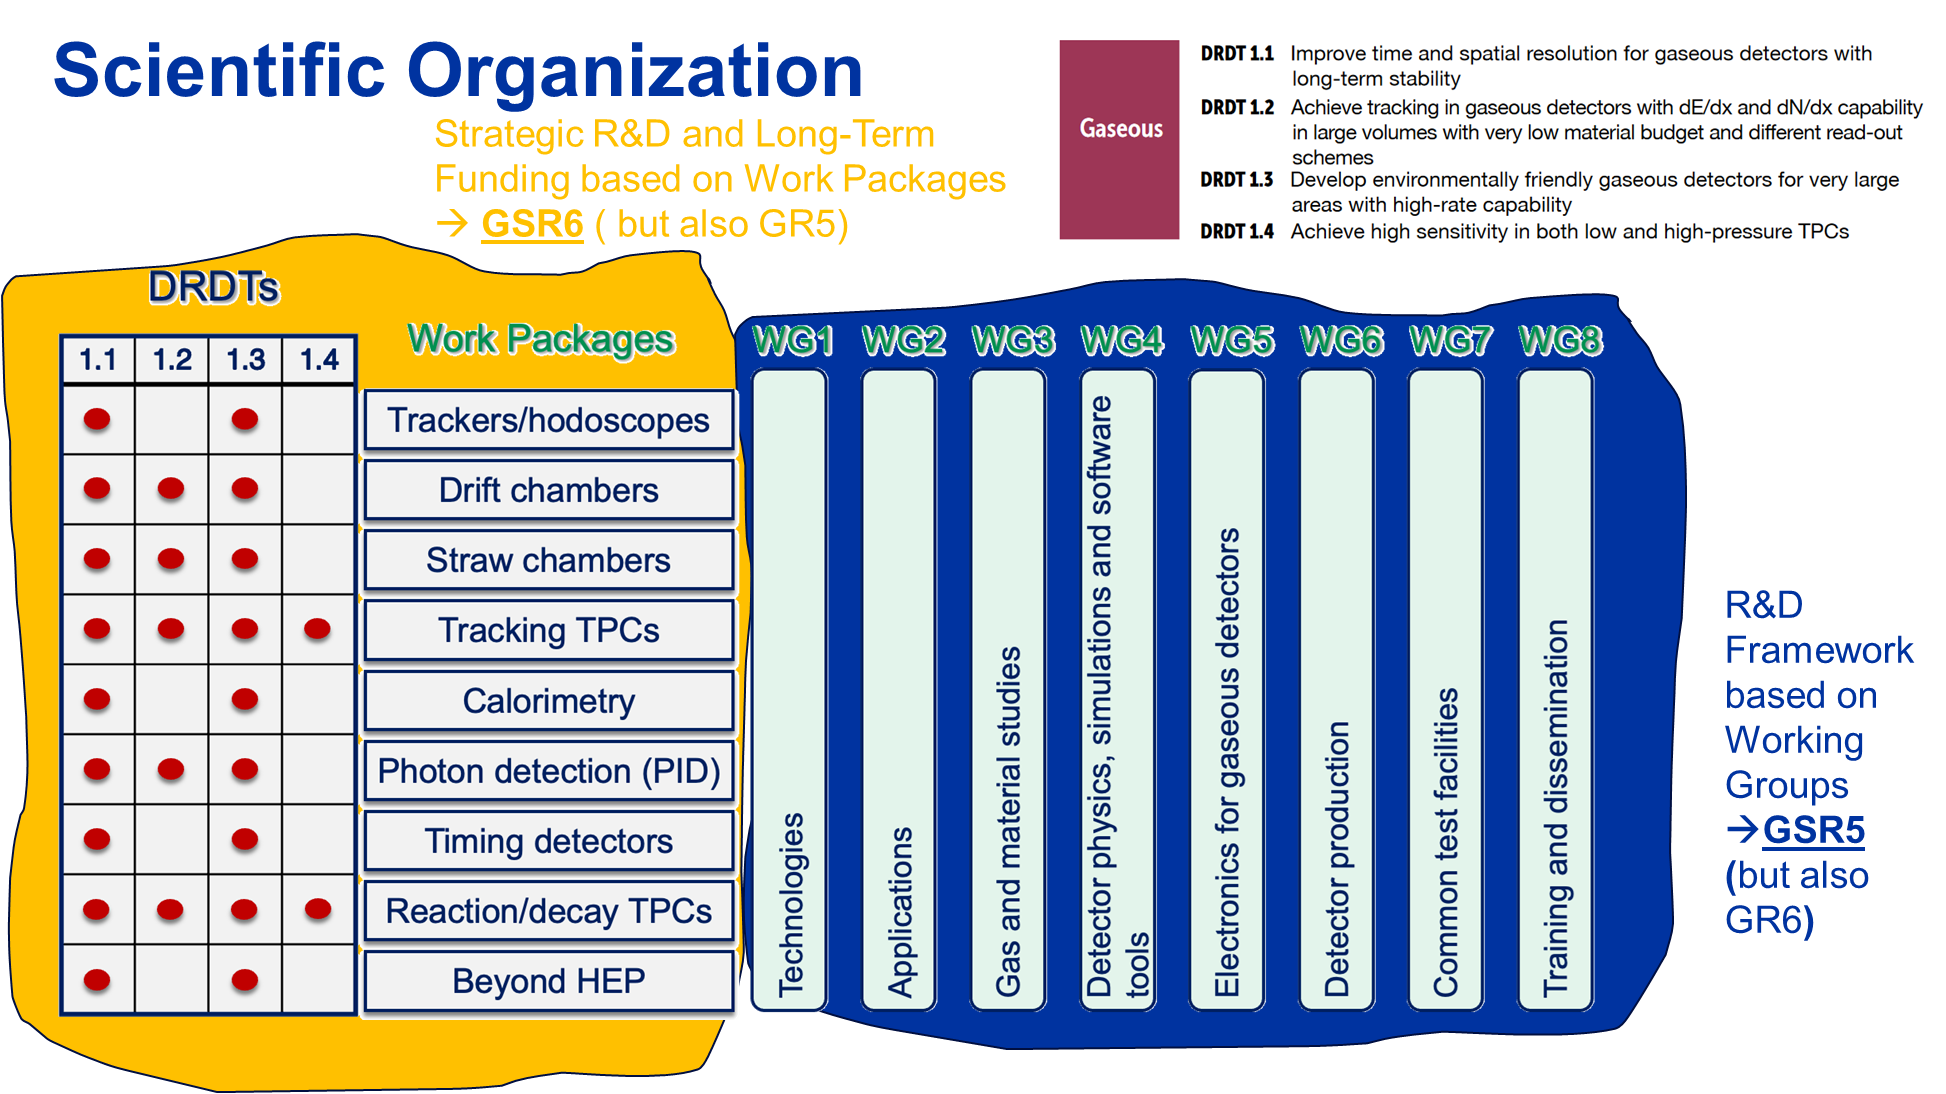 Scientific Organization
Strategic R&D and Long-Term
Funding based on Work Packages
→ GSR6 ( but also GR5)
Gaseous
DRDT 1.1 Improve time and spatial resolution for gaseous detectors with
long-term stability
DRDT 1.2 Achieve tracking in gaseous detectors with dE/dx and dN/dx capability
in large volumes with very low material budget and different read-out
schemes
DRDT 1.3 Develop environmentally friendly gaseous detectors for very large
areas with high-rate capability
DRDT 1.4 Achieve high sensitivity in both low and high-pressure TPCs
DRDTs
1.1 1.2 1.3 1.4
Work Packages
Trackers/hodoscopes
Drift chambers
Straw chambers
Tracking TPCs
Calorimetry
Photon detection (PID)
Timing detectors
Reaction/decay TPCs
Beyond HEP
WG1 WG2 WG3 WG4 WG5 WG6 WG7 WG8
Technologies
Applications
Gas and material studies
Detector physics, simulations and software
tools
Electronics for gaseous detectors
Detector production
Common test facilities
Training and dissemination
R&D
Framework
based on
Working
Groups
→GSR5
(but also
GR6)